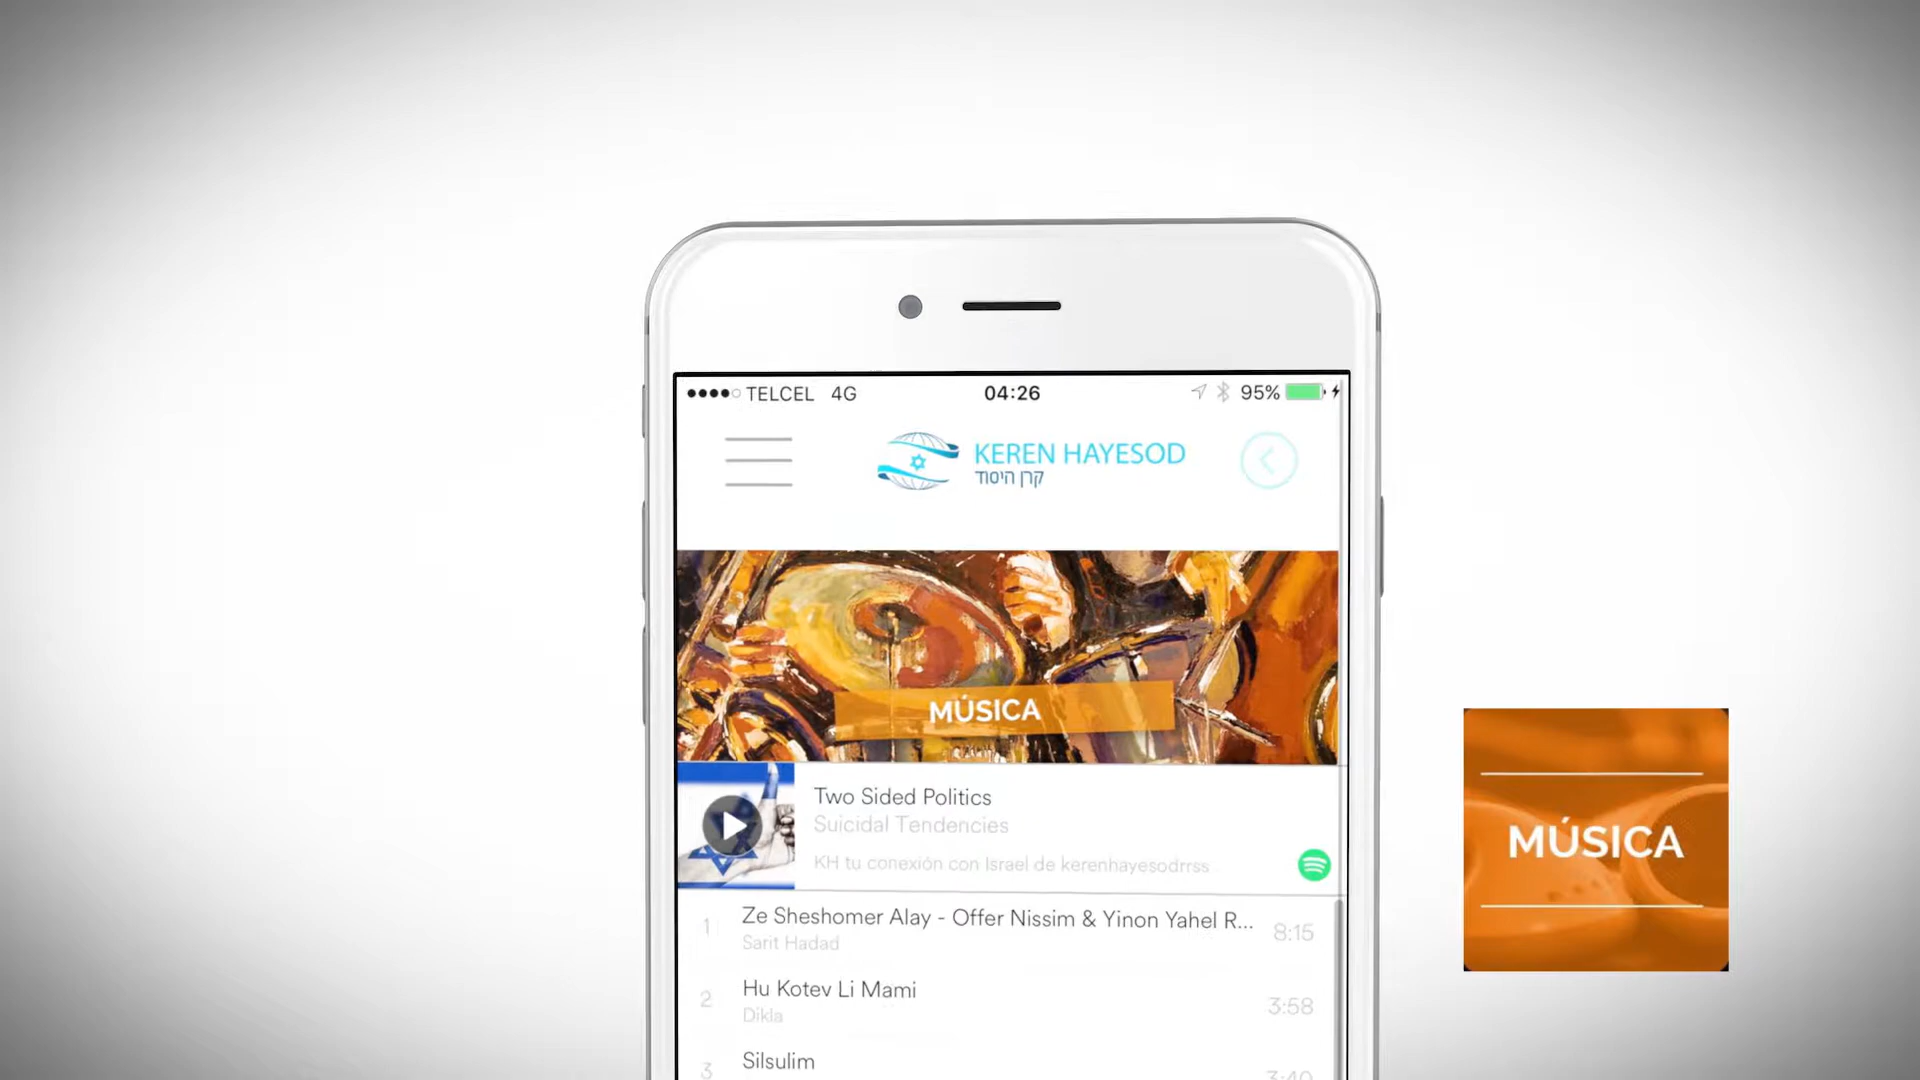 TELCEL 4G 04:26 95%
KEREN HAYESOD
קרן היסוד
MÚSICA
Two Sided Politics
Suicidal Tendencies
KH tu conexión con Israel de kerenhayesodrrss
1 Ze Sheshomer Alay - Offer Nissim & Yinon Yahel R... 8:15
Sarit Hadad
2 Hu Kotev Li Mami 3:58
Dikla
3 Silsulim 3:40
MÚSICA